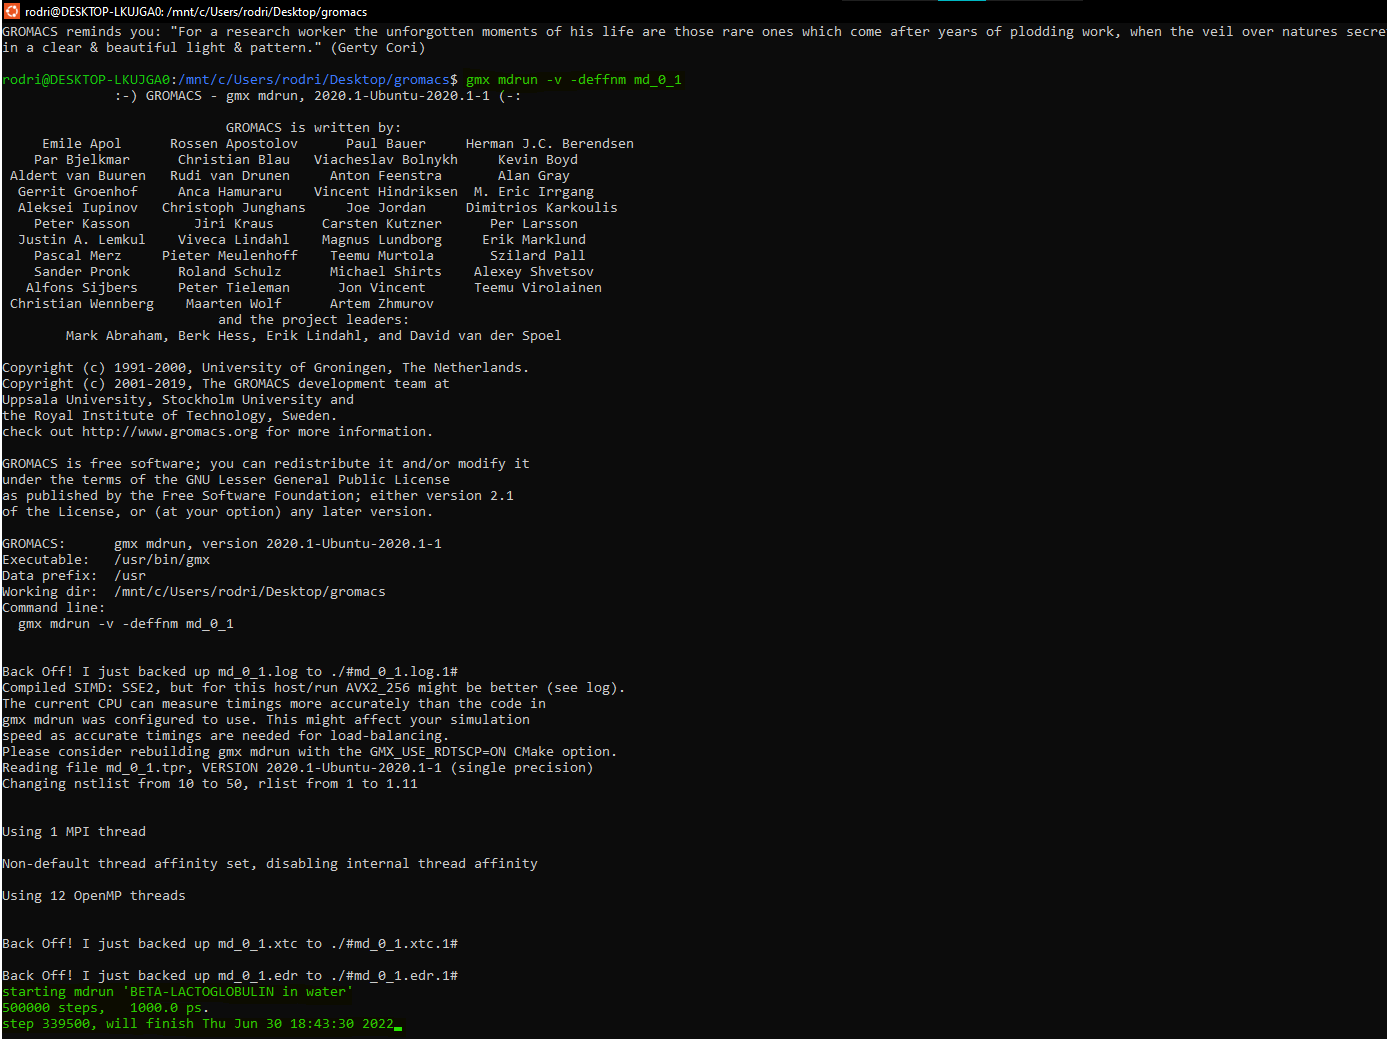 rodri@DESKTOP-LKUJGA0: /mnt/c/Users/rodri/Desktop/gromacs
GROMACS reminds you: "For a research worker the unforgotten moments of his life are those rare ones which come after years of plodding work, when the veil over natures secre
in a clear & beautiful light & pattern." (Gerty Cori)
rodri@DESKTOP-LKUJGA0:/mnt/c/Users/rodri/Desktop/gromacs$ gmx mdrun -v -deffnm md_0_1
:-) GROMACS - gmx mdrun, 2020.1-Ubuntu-2020.1-1 (-:
GROMACS is written by:
Emile Apol Rossen Apostolov Paul Bauer Herman J.C. Berendsen
Par Bjelkmar Christian Blau Viacheslav Bolnykh Kevin Boyd
Aldert van Buuren Rudi van Drunen Anton Feenstra Alan Gray
Gerrit Groenhof Anca Hamuraru Vincent Hindriksen M. Eric Irrgang
Aleksei Iupinov Christoph Junghans Joe Jordan Dimitrios Karkoulis
Peter Kasson Jiri Kraus Carsten Kutzner Per Larsson
Justin A. Lemkul Viveca Lindahl Magnus Lundborg Erik Marklund
Pascal Merz Pieter Meulenhoff Teemu Murtola Szilard Pall
Sander Pronk Roland Schulz Michael Shirts Alexey Shvetsov
Alfons Sijbers Peter Tieleman Jon Vincent Teemu Virolainen
Christian Wennberg Maarten Wolf Artem Zhmurov
and the project leaders:
Mark Abraham, Berk Hess, Erik Lindahl, and David van der Spoel
Copyright (c) 1991-2000, University of Groningen, The Netherlands.
Copyright (c) 2001-2019, The GROMACS development team at
Uppsala University, Stockholm University and
the Royal Institute of Technology, Sweden.
check out http://www.gromacs.org for more information.
GROMACS is free software; you can redistribute it and/or modify it
under the terms of the GNU Lesser General Public License
as published by the Free Software Foundation; either version 2.1
of the License, or (at your option) any later version.
GROMACS: gmx mdrun, version 2020.1-Ubuntu-2020.1-1
Executable: /usr/bin/gmx
Data prefix: /usr
Working dir: /mnt/c/Users/rodri/Desktop/gromacs
Command line:
gmx mdrun -v -deffnm md_0_1
Back Off! I just backed up md_0_1.log to ./#md_0_1.log.1#
Compiled SIMD: SSE2, but for this host/run AVX2_256 might be better (see log).
The current CPU can measure timings more accurately than the code in
gmx mdrun was configured to use. This might affect your simulation
speed as accurate timings are needed for load-balancing.
Please consider rebuilding gmx mdrun with the GMX_USE_RDTSCP=ON CMake option.
Reading file md_0_1.tpr, VERSION 2020.1-Ubuntu-2020.1-1 (single precision)
Changing nstlist from 10 to 50, rlist from 1 to 1.11
Using 1 MPI thread
Non-default thread affinity set, disabling internal thread affinity
Using 12 OpenMP threads
Back Off! I just backed up md_0_1.xtc to ./#md_0_1.xtc.1#
Back Off! I just backed up md_0_1.edr to ./#md_0_1.edr.1#
starting mdrun 'BETA-LACTOGLOBULIN in water'
500000 steps, 1000.0 ps.
step 339500, will finish Thu Jun 30 18:43:30 2022